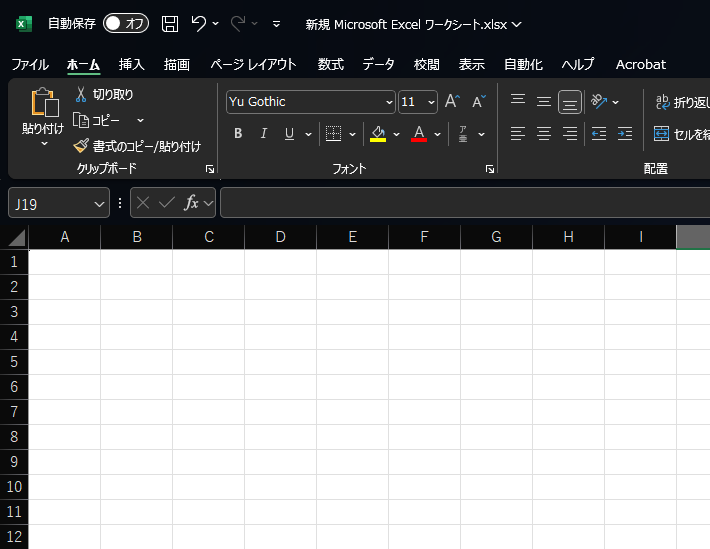 自動保存 オフ 新規 Microsoft Excel ワークシート.xlsx
ファイル ホーム 挿入 描画 ページ レイアウト 数式 データ 校閲 表示 自動化 ヘルプ Acrobat
貼り付け
切り取り
コピー
書式のコピー/貼り付け
クリップボード
Yu Gothic 11 A A
B I U A
フォント
ab 折り返し
セルを結
配置
J19 fx
A B C D E F G H I
1
2
3
4
5
6
7
8
9
10
11
12